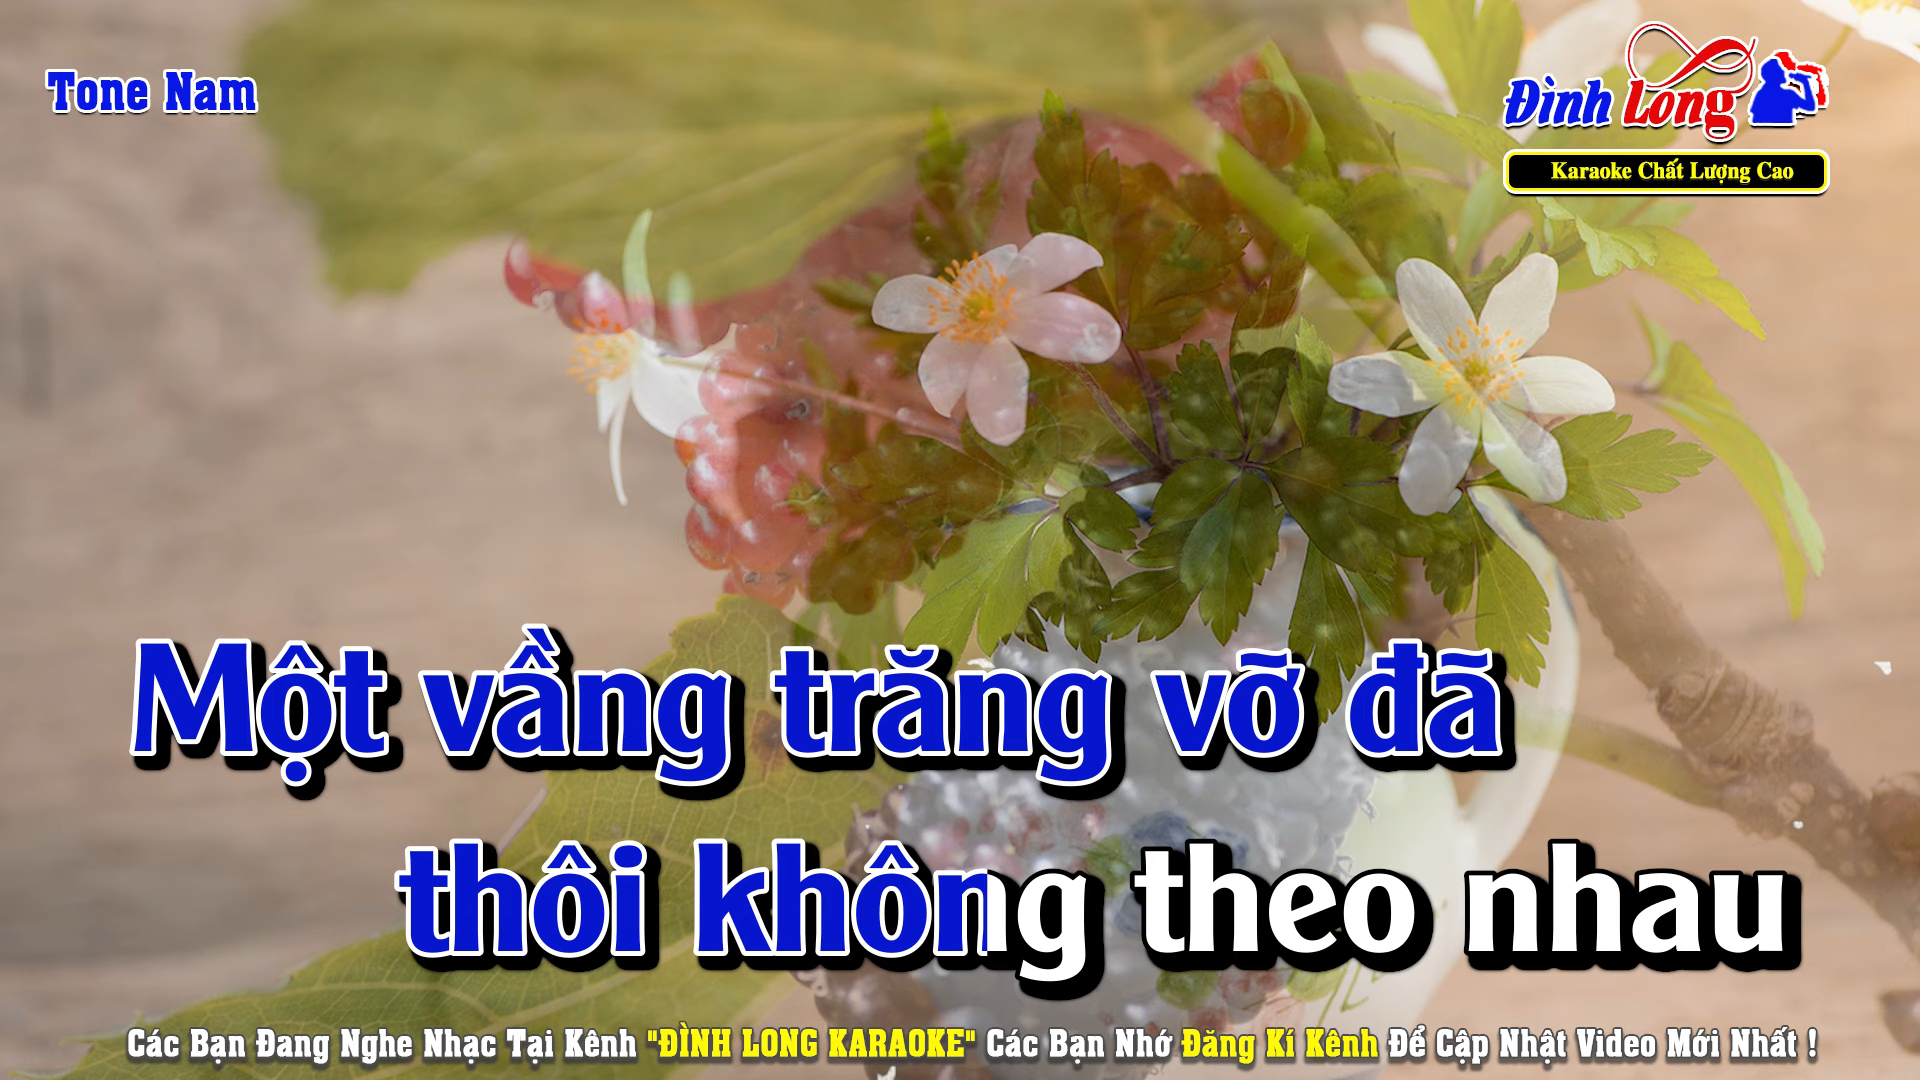 Tone Nam
Đình Long
Karaoke Chất Lượng Cao
Một vầng trăng vỡ đã
thôi không theo nhau
Các Bạn Đang Nghe Nhạc Tại Kênh "ĐÌNH LONG KARAOKE" Các Bạn Nhớ Đăng Kí Kênh Để Cập Nhật Video Mới Nhất !